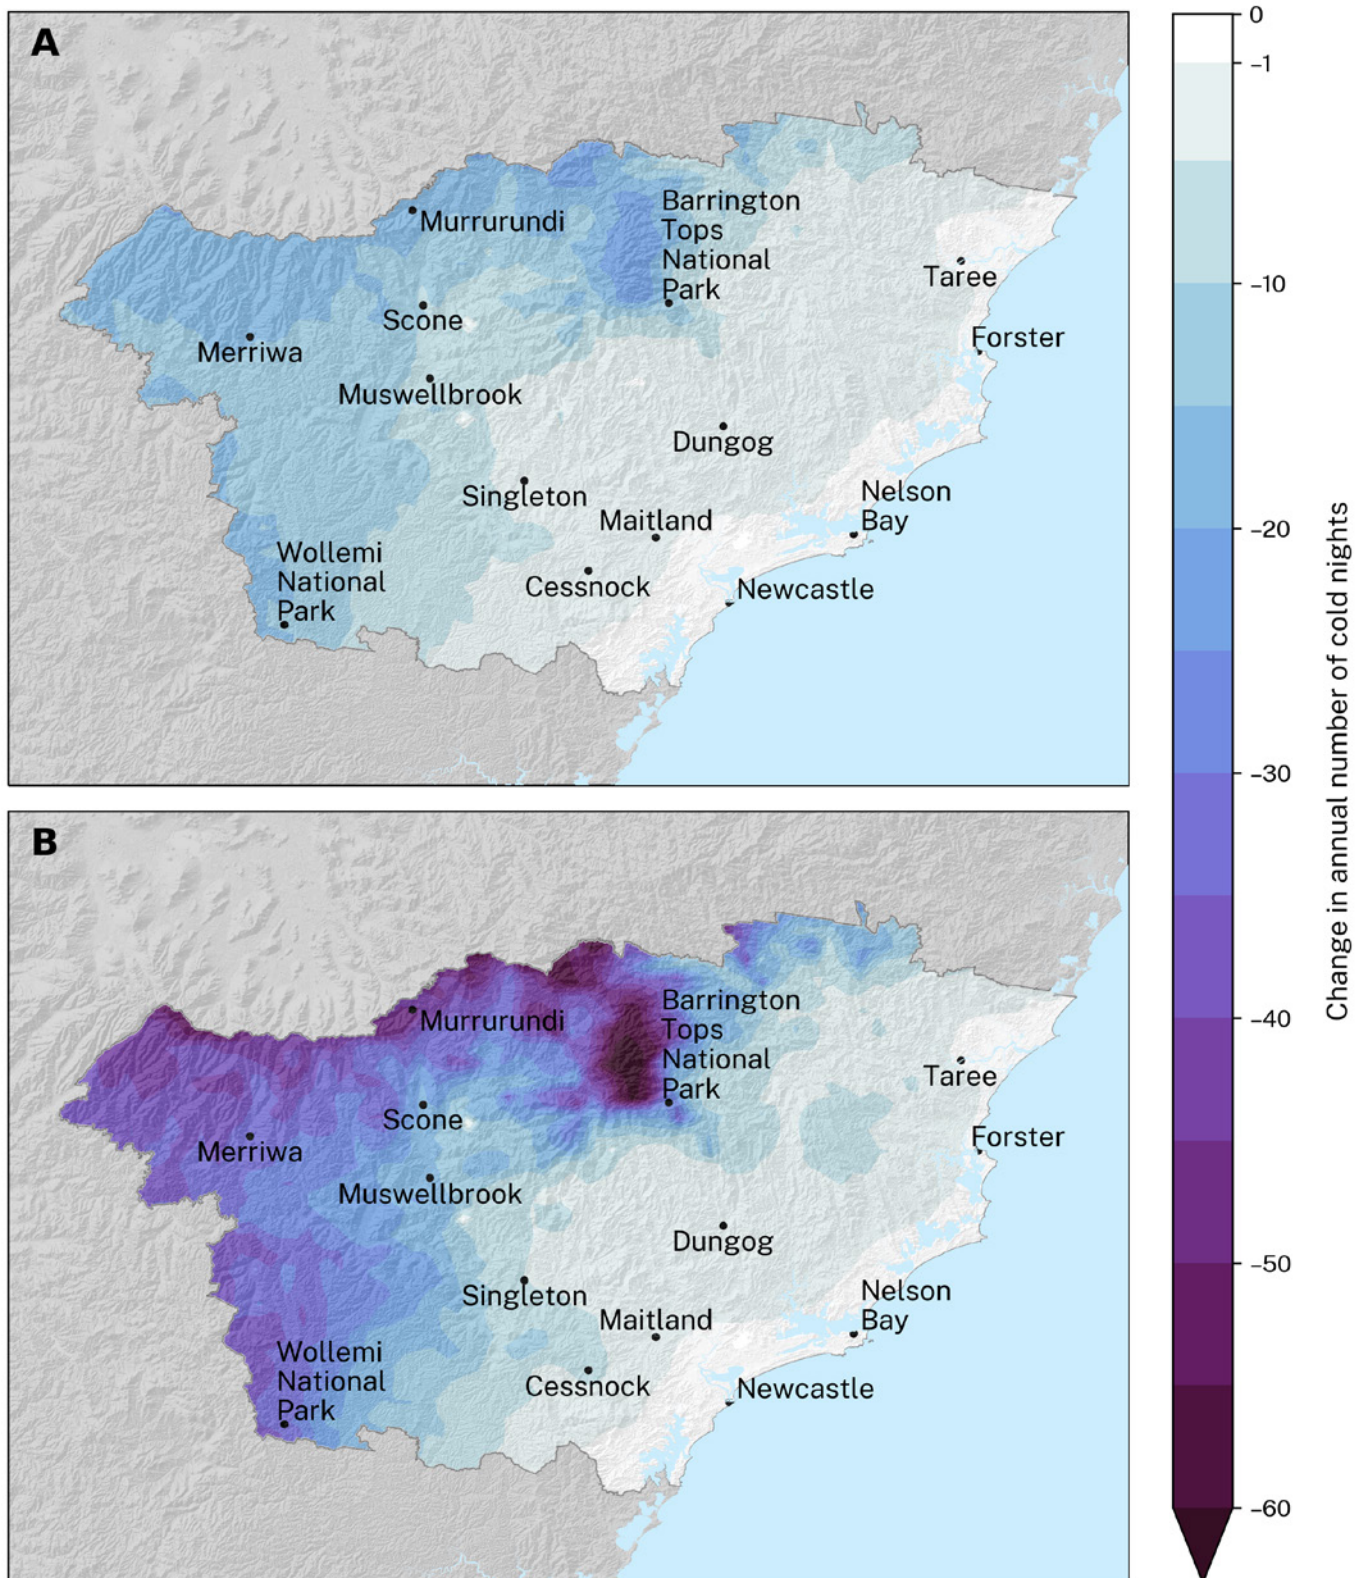 A
Murrurundi
Barrington
Tops
National
Park
Taree
Scone
Merriwa
Forster
Muswellbrook
Dungog
Singleton
Nelson
Bay
Maitland
Wollemi
National
Park
Cessnock
Newcastle
B
Murrurundi
Barrington
Tops
National
Park
Taree
Scone
Merriwa
Forster
Muswellbrook
Dungog
Singleton
Nelson
Bay
Maitland
Wollemi
National
Park
Cessnock
Newcastle
0
−1
−10
−20
−30
−40
−50
−60
Change in annual number of cold nights